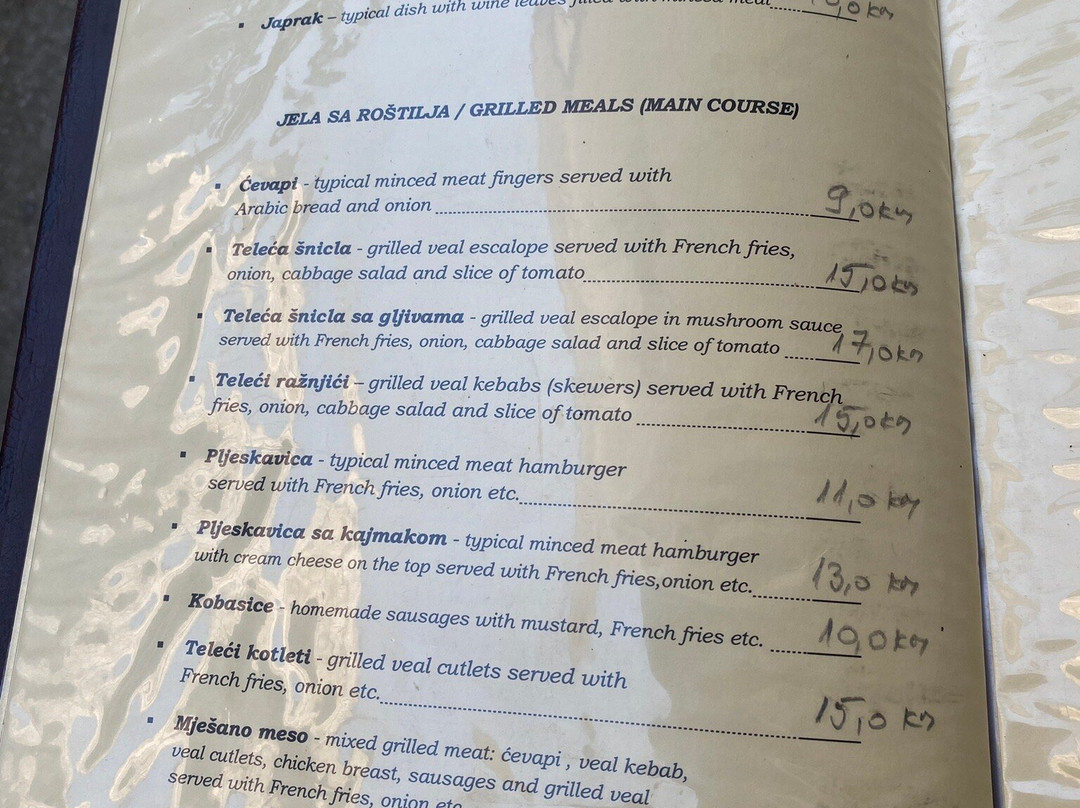 ▪ Japrak – typical dish with wine leaves filled with minced meat..........,0 km
JELA SA ROŠTILJA / GRILLED MEALS (MAIN COURSE)
▪ Ćevapi - typical minced meat fingers served with
Arabic bread and onion ............ 9,0 km
▪ Teleća šnicla - grilled veal escalope served with French fries,
onion, cabbage salad and slice of tomato............ 15,0 km
▪ Teleća šnicla sa gljivama - grilled veal escalope in mushroom sauce
served with French fries, onion, cabbage salad and slice of tomato ...... 17,0 km
▪ Teleći ražnjići – grilled veal kebabs (skewers) served with French
fries, onion, cabbage salad and slice of tomato ............ 15,0 km
▪ Pljeskavica - typical minced meat hamburger
served with French fries, onion etc............. 11,0 km
▪ Pljeskavica sa kajmakom - typical minced meat hamburger
with cream cheese on the top served with French fries,onion etc.......... 13,0 km
▪ Kobasice - homemade sausages with mustard, French fries etc. ...... 10,0 km
▪ Teleći kotleti - grilled veal cutlets served with
French fries, onion etc............. 15,0 km
▪ Mješano meso - mixed grilled meat: ćevapi , veal kebab,
veal cutlets, chicken breast, sausages and grilled veal
served with French fries, onion etc